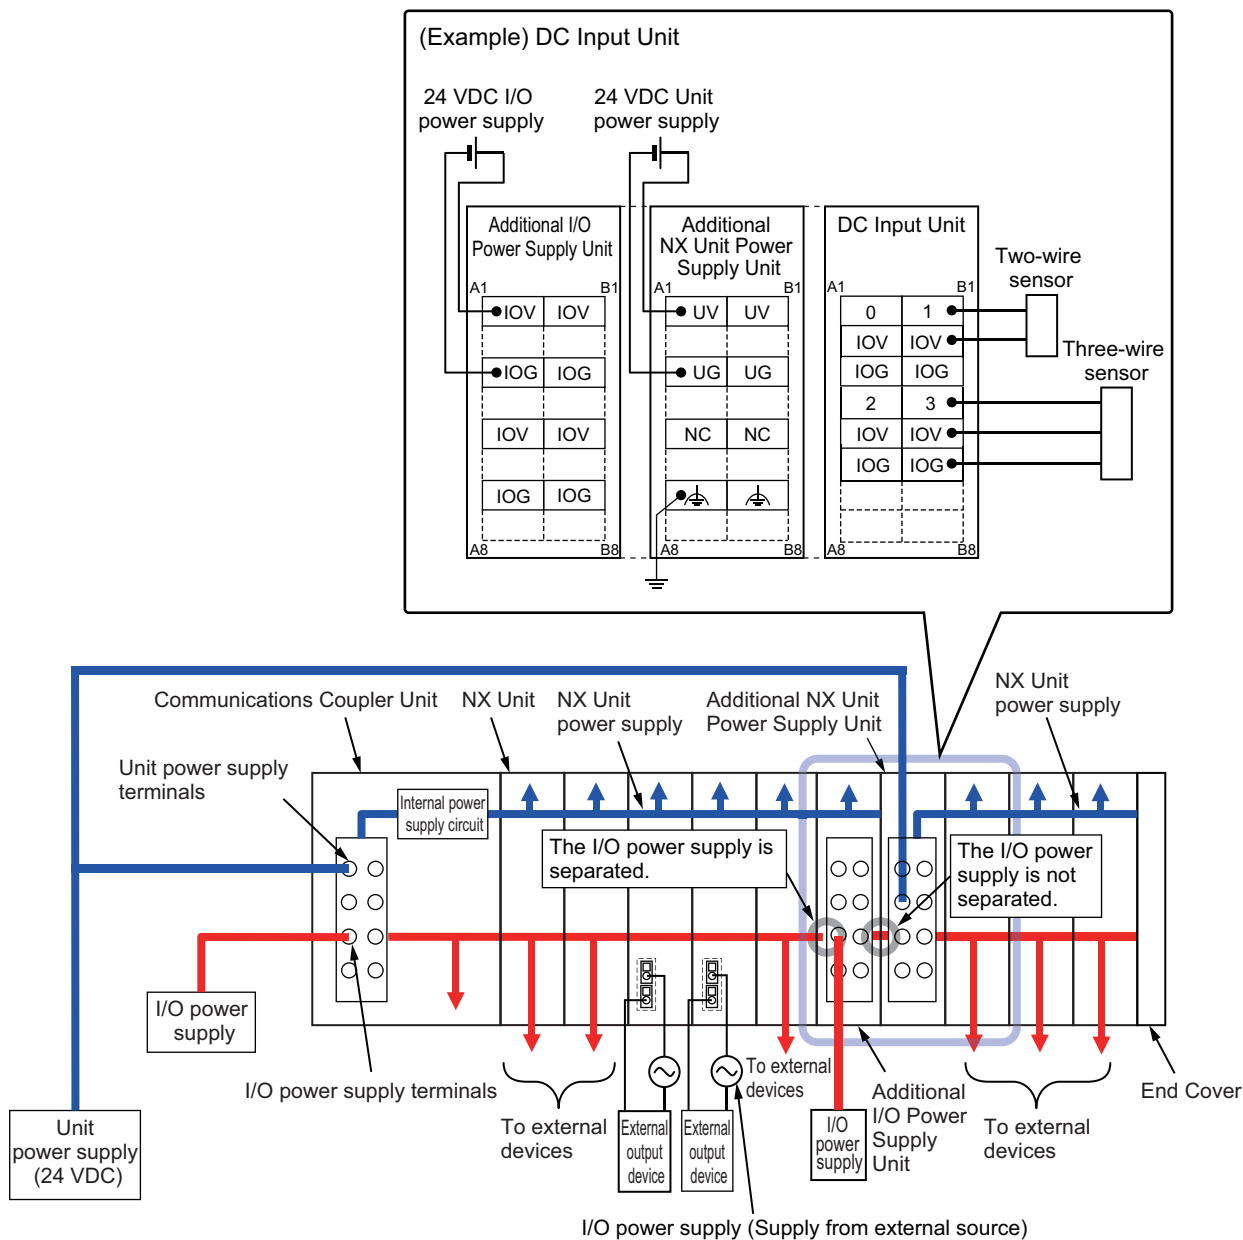 (Example) DC Input Unit
24 VDC I/O
power supply
24 VDC Unit
power supply
Additional I/O
Power Supply Unit
A1
B1
IOV IOV
IOG IOG
IOV IOV
IOG IOG
A8
B8
Additional
NX Unit Power
Supply Unit
A1
B1
UV UV
UG UG
NC NC
A8
B8
DC Input Unit
A1
B1
0 1
IOV IOV
IOG IOG
2 3
IOV IOV
IOG IOG
A8
B8
Two-wire
sensor
Three-wire
sensor
Communications Coupler Unit
NX Unit
NX Unit
power supply
Additional NX Unit
Power Supply Unit
NX Unit
power supply
Unit power supply
terminals
Internal power
supply circuit
The I/O power supply is
separated.
The I/O power
supply is not
separated.
I/O power
supply
I/O power supply terminals
Unit
power supply
(24 VDC)
To external
devices
External
output
device
External
output
device
To external
devices
I/O
power
supply
Additional
I/O Power
Supply
Unit
To external
devices
End Cover
I/O power supply (Supply from external source)